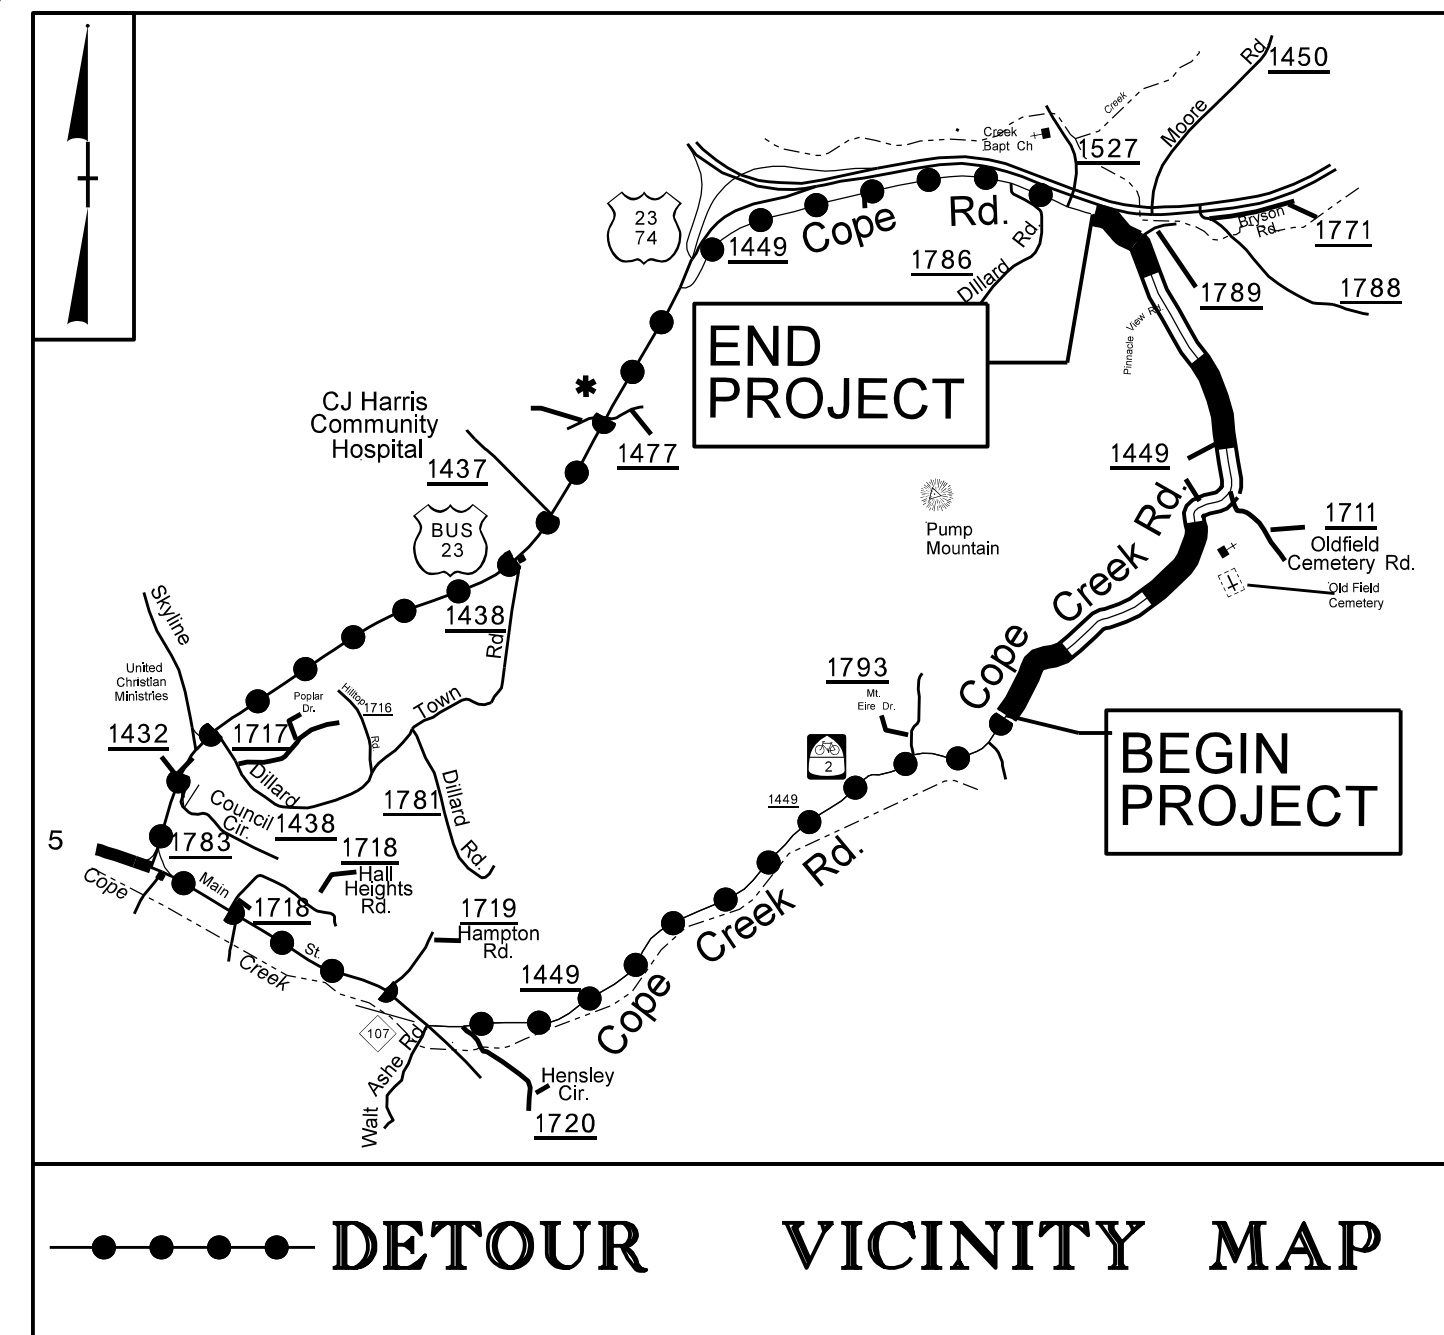 Rd
1450
Creek
Moore
Creek
Bapt Ch
1527
23
74
Cope Rd.
1449
Bryson
Rd.
1771
1786
Dillard Rd.
1789
1788
Pinnacle View Rd.
END
PROJECT
*
CJ Harris
Community
Hospital
1437
1477
1449
BUS
23
Pump
Mountain
1711
Oldfield
Cemetery Rd.
Old Field
Cemetery
Cope Creek Rd.
Skyline
1438
Rd
United
Christian
Ministries
1793
Mt.
Eire Dr.
Poplar
Dr.
Hilltop
1716
Rd.
Town
1432
1717
Dillard
BEGIN
PROJECT
2
1449
1781
Dillard Rd.
Council
Cir.
1438
5
1783
1718
Hall
Heights
Rd.
Cope
Main
1718
1719
Hampton
Rd.
St.
Creek
1449
Cope Creek Rd.
107
Walt Ashe Rd
Hensley
Cir.
1720
DETOUR VICINITY MAP